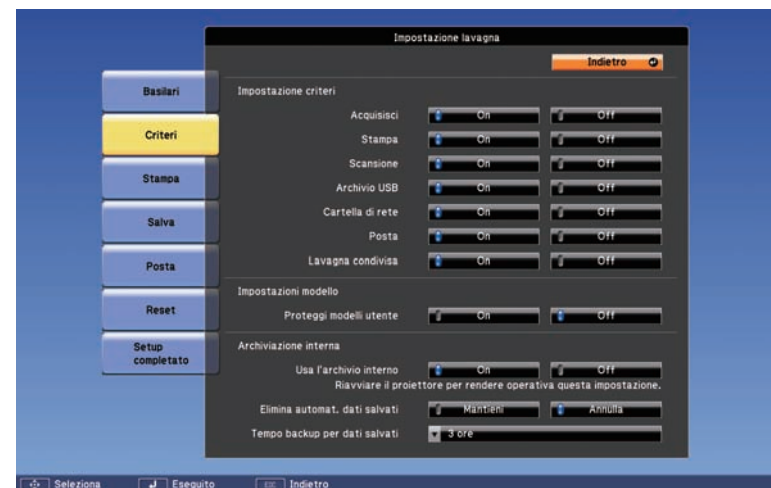 Impostazione lavagna
Indietro
Basilari
Criteri
Stampa
Salva
Posta
Reset
Setup
completato
Impostazione criteri
Acquisisci On Off
Stampa On Off
Scansione On Off
Archivio USB On Off
Cartella di rete On Off
Posta On Off
Lavagna condivisa On Off
Impostazioni modello
Proteggi modelli utente On Off
Archiviazione interna
Usa l'archivio interno On Off
Riavviare il proiettore per rendere operativa questa impostazione.
Elimina automat. dati salvati Mantieni Annulla
Tempo backup per dati salvati 3 ore
Seleziona Eseguito Esc Indietro